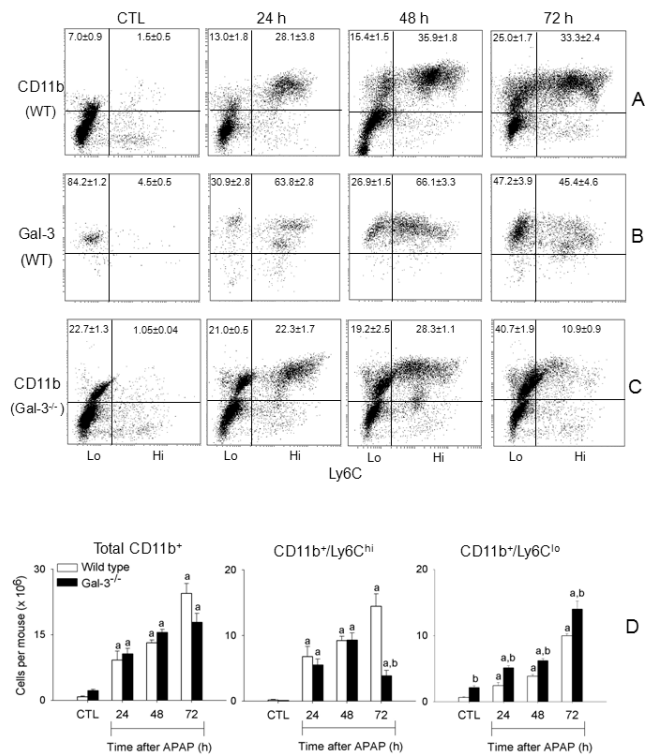 CTL 24 h 48 h 72 h
7.0±0.9 1.5±0.5 13.0±1.8 28.1±3.8 15.4±1.5 35.9±1.8 25.0±1.7 33.3±2.4
CD11b
(WT)
A
84.2±1.2 4.5±0.5 30.9±2.8 63.8±2.8 26.9±1.5 66.1±3.3 47.2±3.9 45.4±4.6
Gal-3
(WT)
B
22.7±1.3 1.05±0.04 21.0±0.5 22.3±1.7 19.2±2.5 28.3±1.1 40.7±1.9 10.9±0.9
CD11b
(Gal-3⁻/⁻)
C
Lo Hi Lo Hi Lo Hi Lo Hi
Ly6C
Total CD11b⁺ CD11b⁺/Ly6Cʰⁱ CD11b⁺/Ly6Cˡᵒ
Wild type
Gal-3⁻/⁻
D
Cells per mouse (x 10⁶)
30 20 20
15 10 10
0 0 0
a a a a a a
a a a a a a,b
b a a,b a a,b a a,b
CTL 24 48 72 CTL 24 48 72 CTL 24 48 72
Time after APAP (h) Time after APAP (h) Time after APAP (h)